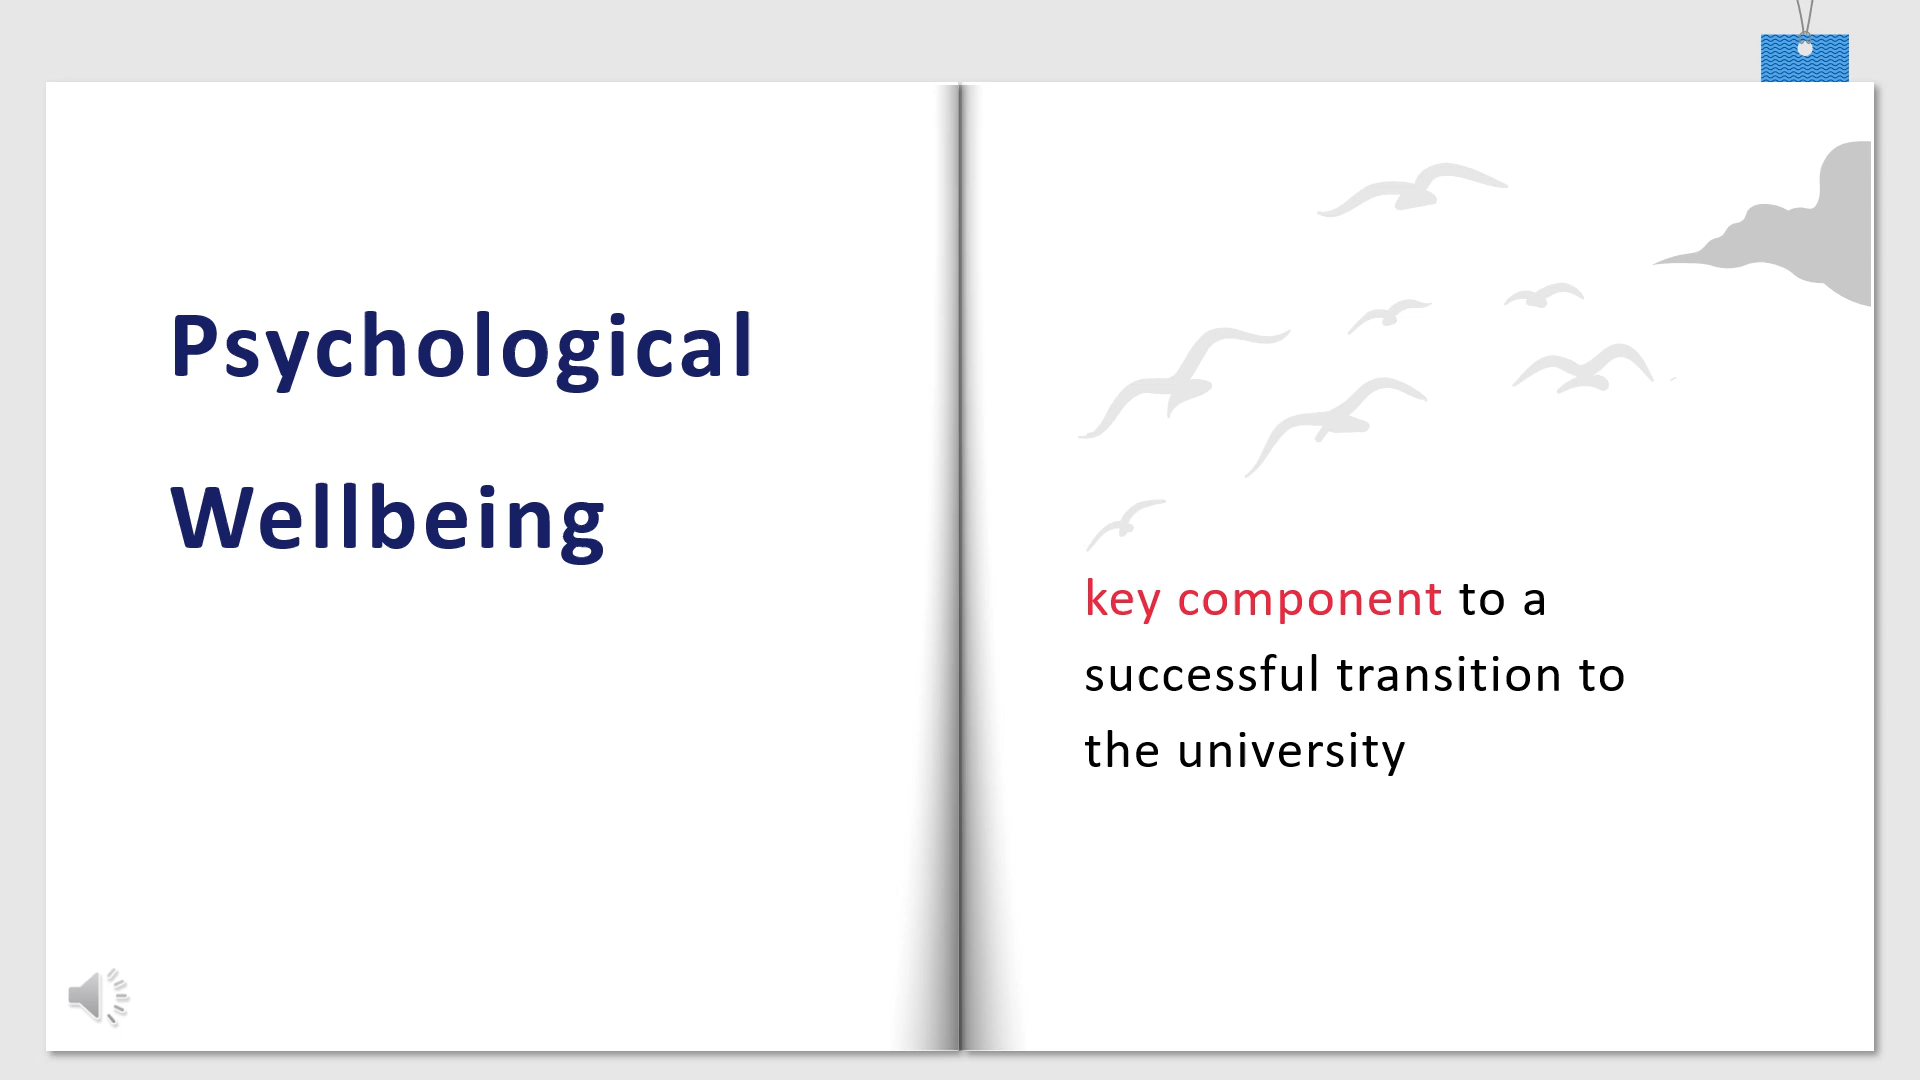 Psychological
Wellbeing
key component to a
successful transition to
the university